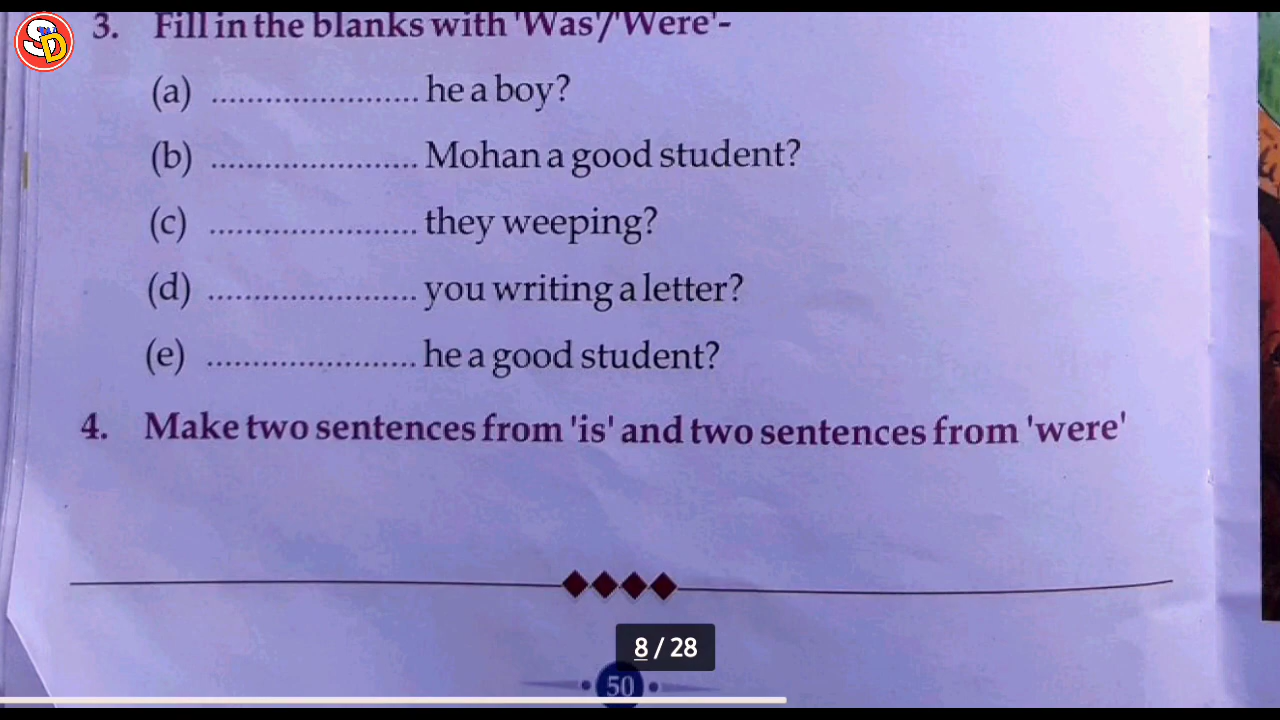 SD
3. Fill in the blanks with 'Was'/'Were'-
(a) ....................... he a boy?
(b) ....................... Mohan a good student?
(c) ....................... they weeping?
(d) ....................... you writing a letter?
(e) ....................... he a good student?
4. Make two sentences from 'is' and two sentences from 'were'
8 / 28
50